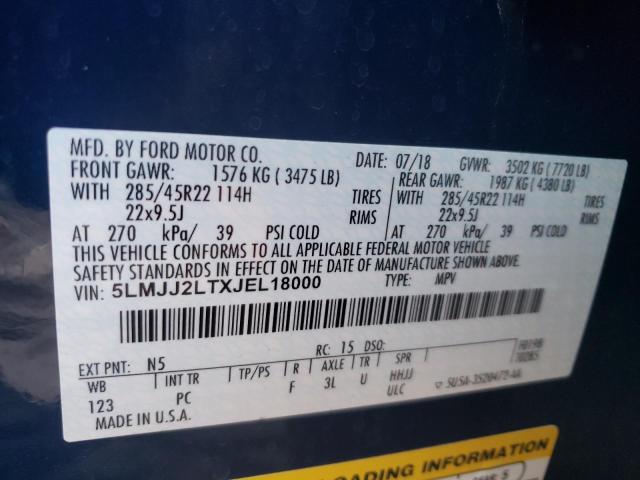 MFD. BY FORD MOTOR CO. DATE: 07/18 GVWR: 3502 KG ( 7720 LB)
FRONT GAWR: 1576 KG ( 3475 LB) REAR GAWR: 1987 KG ( 4380 LB)
WITH 285/45R22 114H TIRES WITH 285/45R22 114H TIRES
22x9.5J RIMS 22x9.5J RIMS
AT 270 kPa/ 39 PSI COLD AT 270 kPa/ 39 PSI COLD
THIS VEHICLE CONFORMS TO ALL APPLICABLE FEDERAL MOTOR VEHICLE
SAFETY STANDARDS IN EFFECT ON THE DATE OF MANUFACTURE SHOWN ABOVE.
VIN: 5LMJJ2LTXJEL18000 TYPE: MPV
EXT PNT: N5 RC: 15 DSO:
WB INT TR TP/PS R AXLE TR SPR
123 PC F 3L U HHJJ
ULC
MADE IN U.S.A.
LOADING INFORMATION